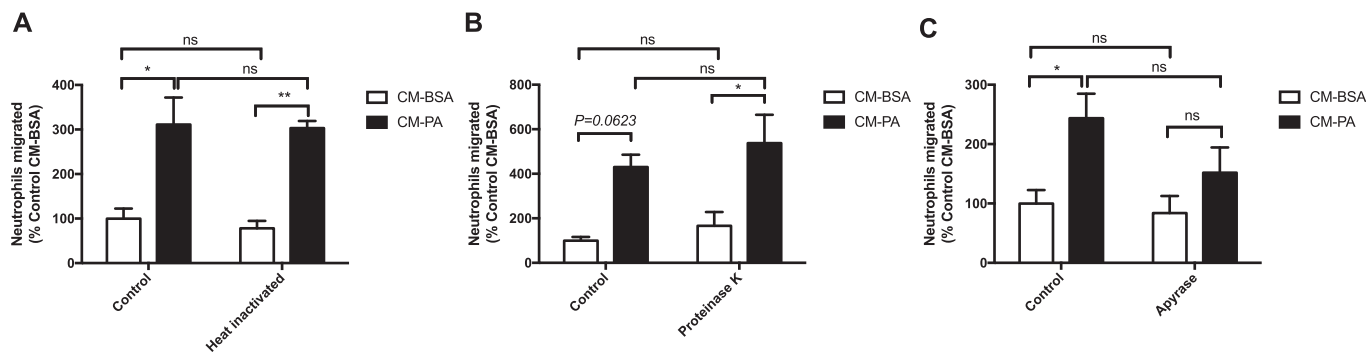 A
ns
*
ns
**
400
300
200
100
0
Neutrophils migrated
(% Control CM-BSA)
Control
Heat inactivated
CM-BSA
CM-PA
B
ns
ns
*
P=0.0623
800
600
400
200
0
Neutrophils migrated
(% Control CM-BSA)
Control
Proteinase K
CM-BSA
CM-PA
C
ns
*
ns
ns
300
200
100
0
Neutrophils migrated
(% Control CM-BSA)
Control
Apyrase
CM-BSA
CM-PA